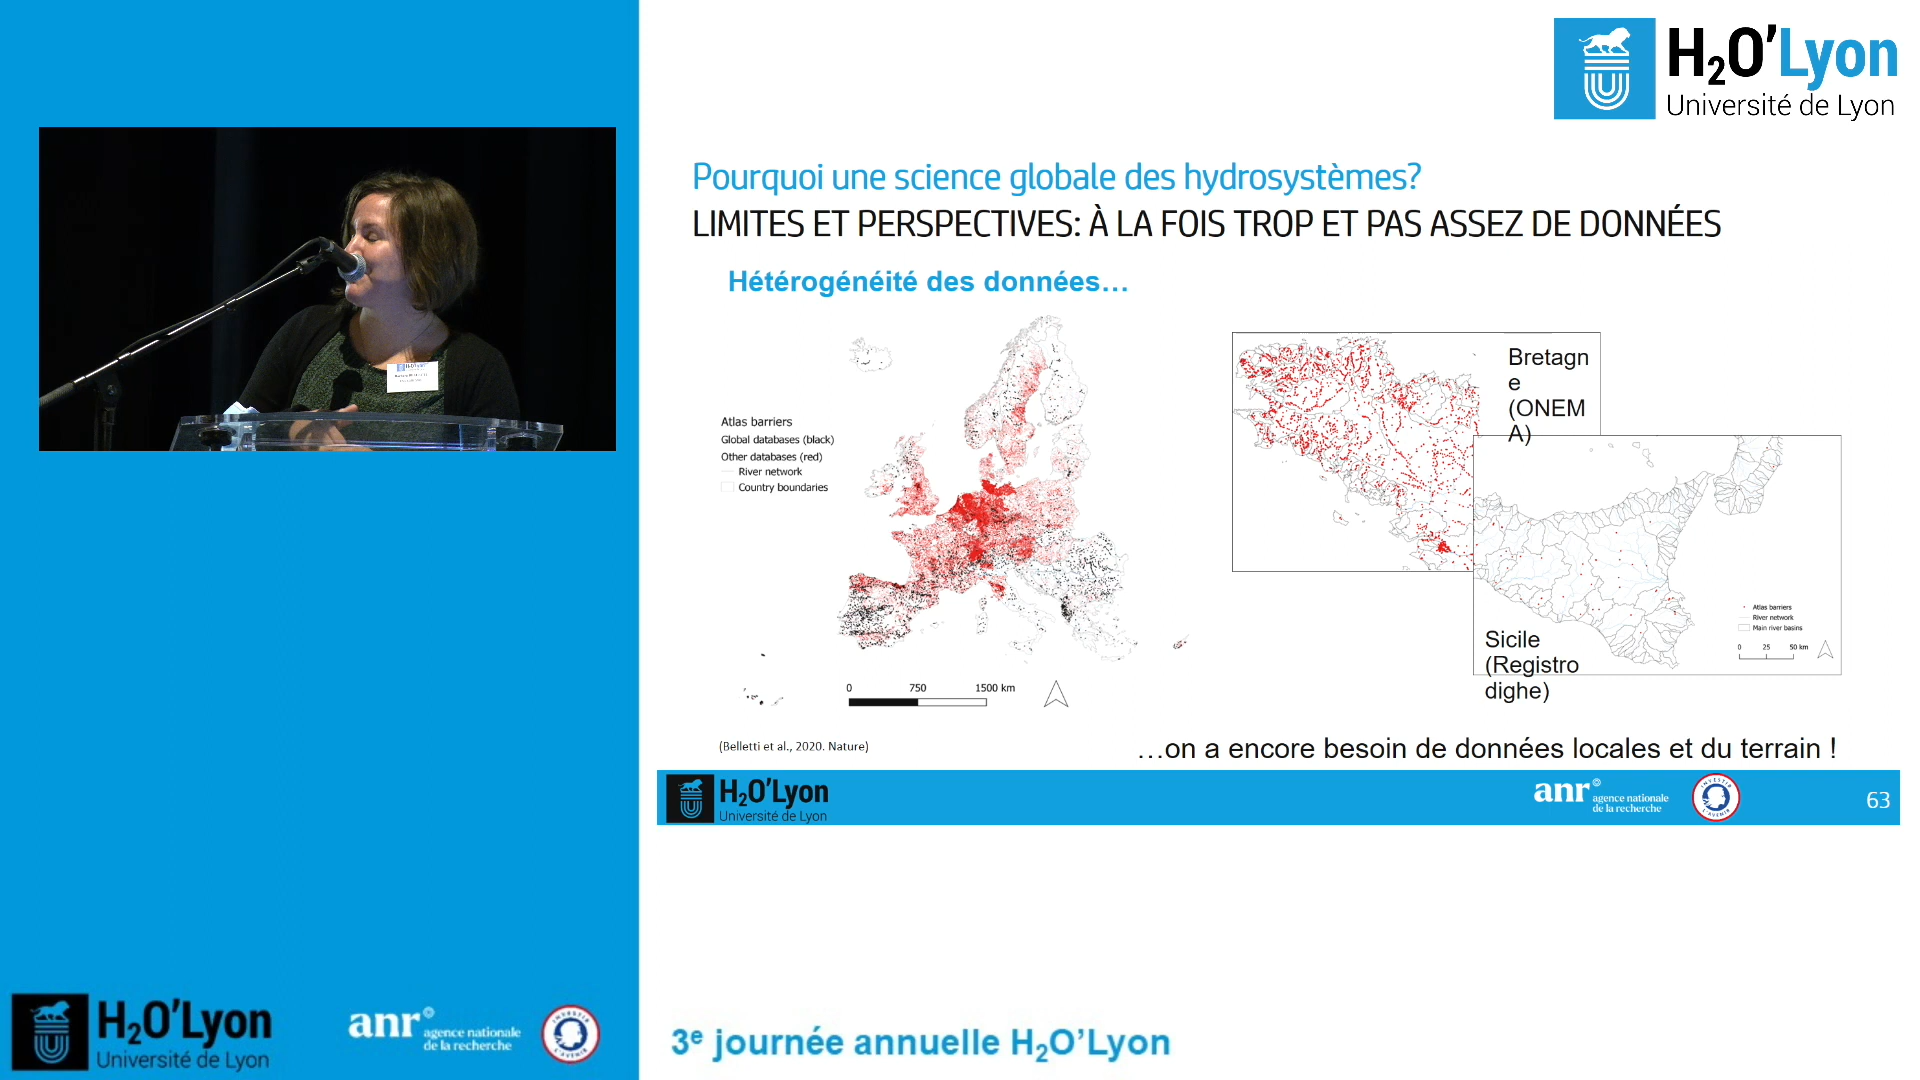 H₂O'Lyon
Université de Lyon
Pourquoi une science globale des hydrosystèmes?
LIMITES ET PERSPECTIVES: À LA FOIS TROP ET PAS ASSEZ DE DONNÉES
Hétérogénéité des données…
Atlas barriers
Global databases (black)
Other databases (red)
River network
Country boundaries
0 750 1500 km
(Belletti et al., 2020. Nature)
Bretagn
e
(ONEM
A)
Sicile
(Registro
dighe)
Atlas barriers
River network
Main river basins
0 25 50 km
…on a encore besoin de données locales et du terrain !
H₂O'Lyon
Université de Lyon
anr
agence nationale
de la recherche
INVESTIR
L'AVENIR
63
H₂O'Lyon
Université de Lyon
anr
agence nationale
de la recherche
INVESTIR
L'AVENIR
3e journée annuelle H₂O'Lyon